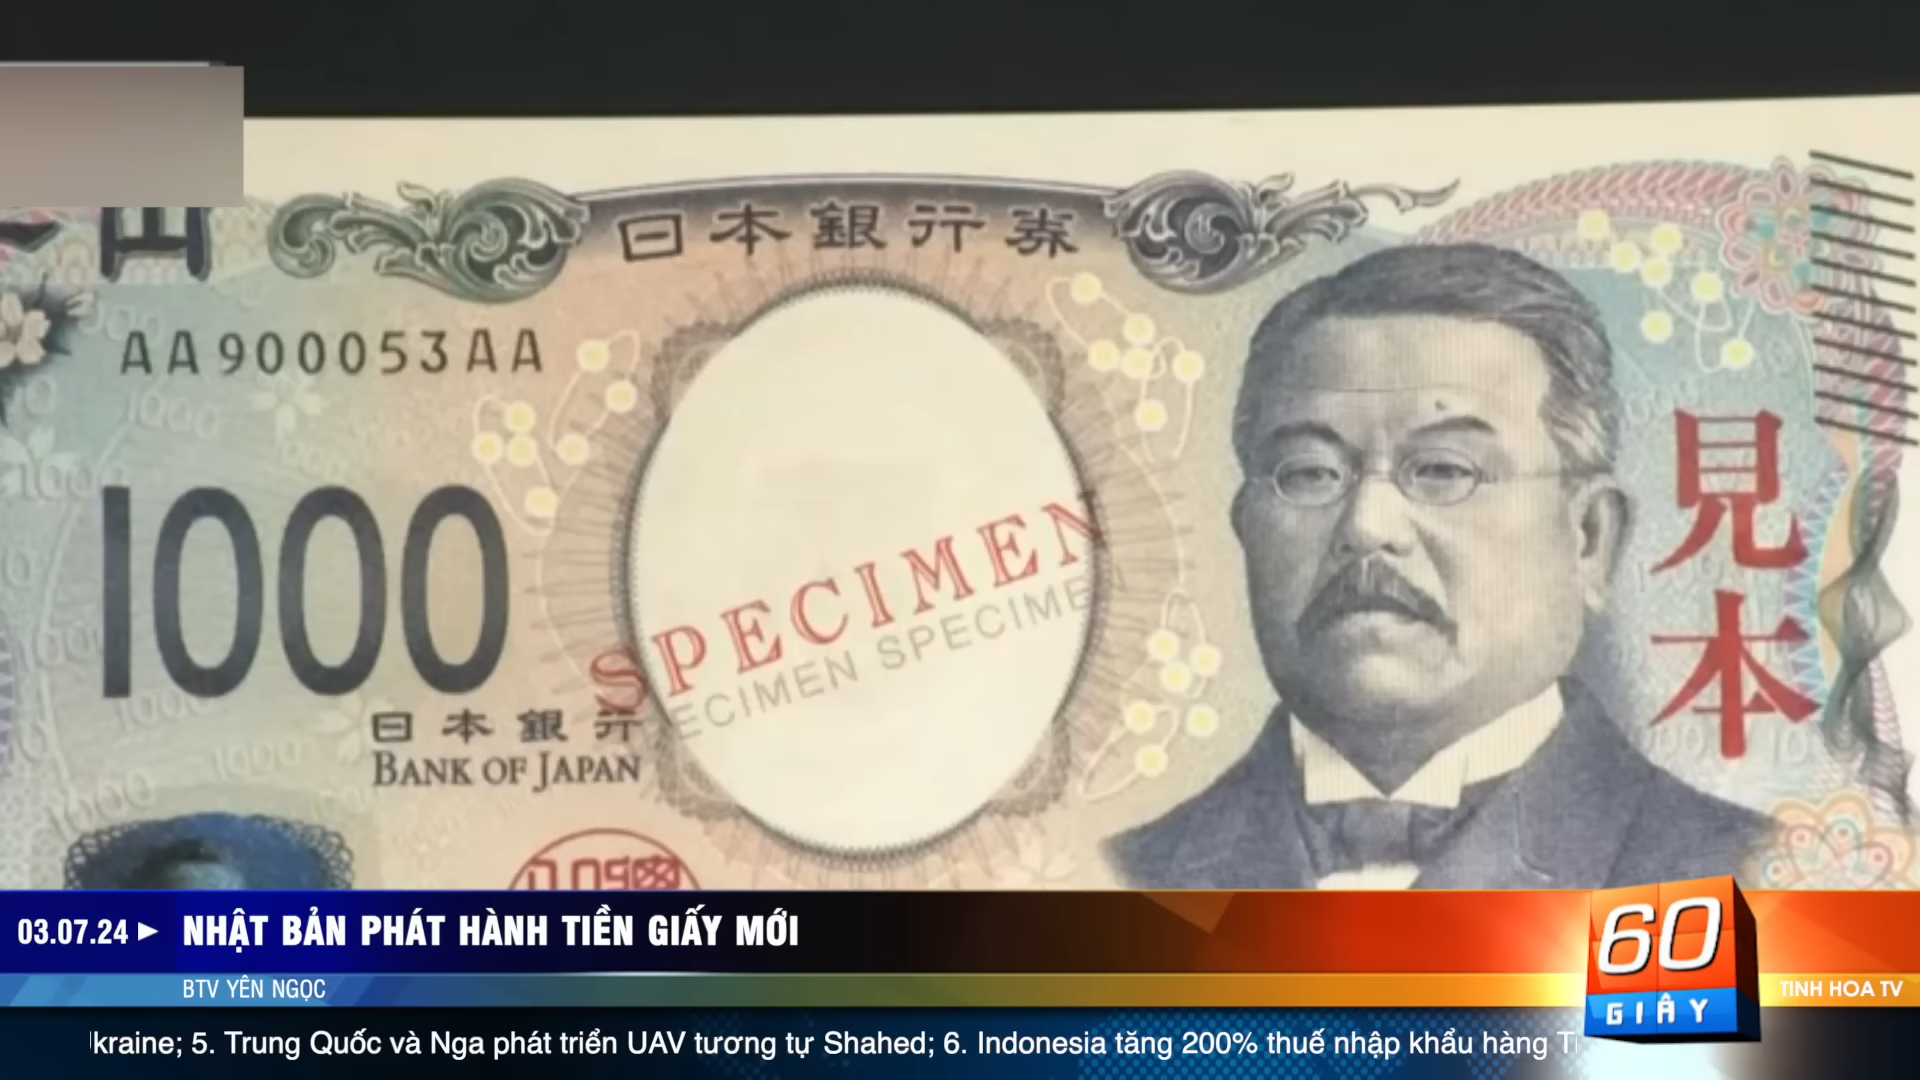 日本銀行券
AA900053AA
1000
SPECIMEN
SPECIMEN
見本
日本銀行
BANK OF JAPAN
03.07.24
NHẬT BẢN PHÁT HÀNH TIỀN GIẤY MỚI
60
GIÂY
BTV YÊN NGỌC
TINH HOA TV
kraine; 5. Trung Quốc và Nga phát triển UAV tương tự Shahed; 6. Indonesia tăng 200% thuế nhập khẩu hàng T